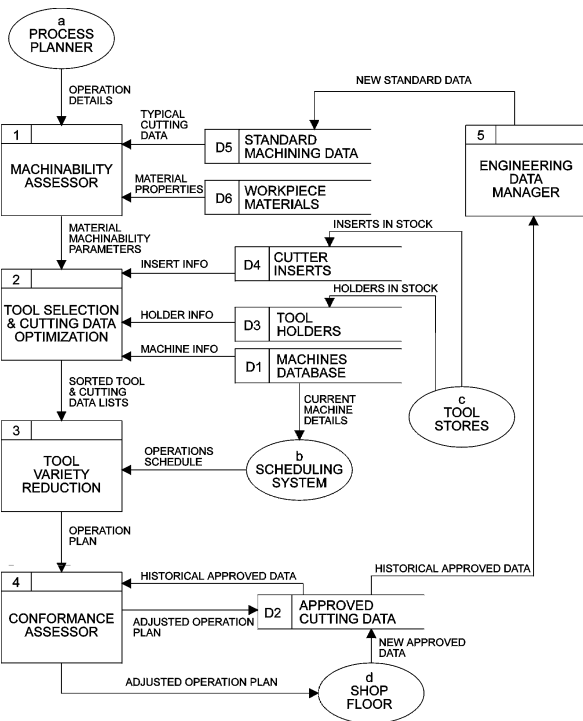 a
PROCESS
PLANNER
OPERATION
DETAILS
NEW STANDARD DATA
TYPICAL
CUTTING
DATA
1
MACHINABILITY
ASSESSOR
D5
STANDARD
MACHINING DATA
5
ENGINEERING
DATA
MANAGER
MATERIAL
PROPERTIES
D6
WORKPIECE
MATERIALS
MATERIAL
MACHINABILITY
PARAMETERS
INSERTS IN STOCK
INSERT INFO
D4
CUTTER
INSERTS
2
TOOL SELECTION
& CUTTING DATA
OPTIMIZATION
HOLDERS IN STOCK
HOLDER INFO
D3
TOOL
HOLDERS
MACHINE INFO
D1
MACHINES
DATABASE
SORTED TOOL
& CUTTING
DATA LISTS
CURRENT
MACHINE
DETAILS
c
TOOL
STORES
3
TOOL
VARIETY
REDUCTION
OPERATIONS
SCHEDULE
b
SCHEDULING
SYSTEM
OPERATION
PLAN
HISTORICAL APPROVED DATA
HISTORICAL APPROVED DATA
4
CONFORMANCE
ASSESSOR
D2
APPROVED
CUTTING DATA
ADJUSTED OPERATION
PLAN
NEW APPROVED
DATA
ADJUSTED OPERATION PLAN
d
SHOP
FLOOR